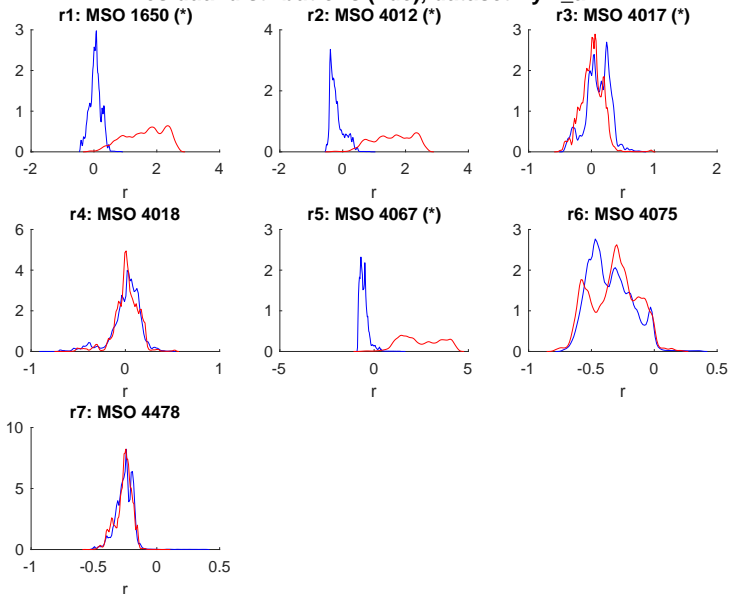 r1: MSO 1650 (*)
r2: MSO 4012 (*)
r3: MSO 4017 (*)
3
2
1
0
-2 0 2 4
r
4
2
0
-2 0 2 4
r
3
2
1
0
-1 0 1 2
r
r4: MSO 4018
r5: MSO 4067 (*)
r6: MSO 4075
6
4
2
0
-1 0 1
r
3
2
1
0
-5 0 5
r
3
2
1
0
-1 -0.5 0 0.5
r
r7: MSO 4478
10
5
0
-1 -0.5 0 0.5
r